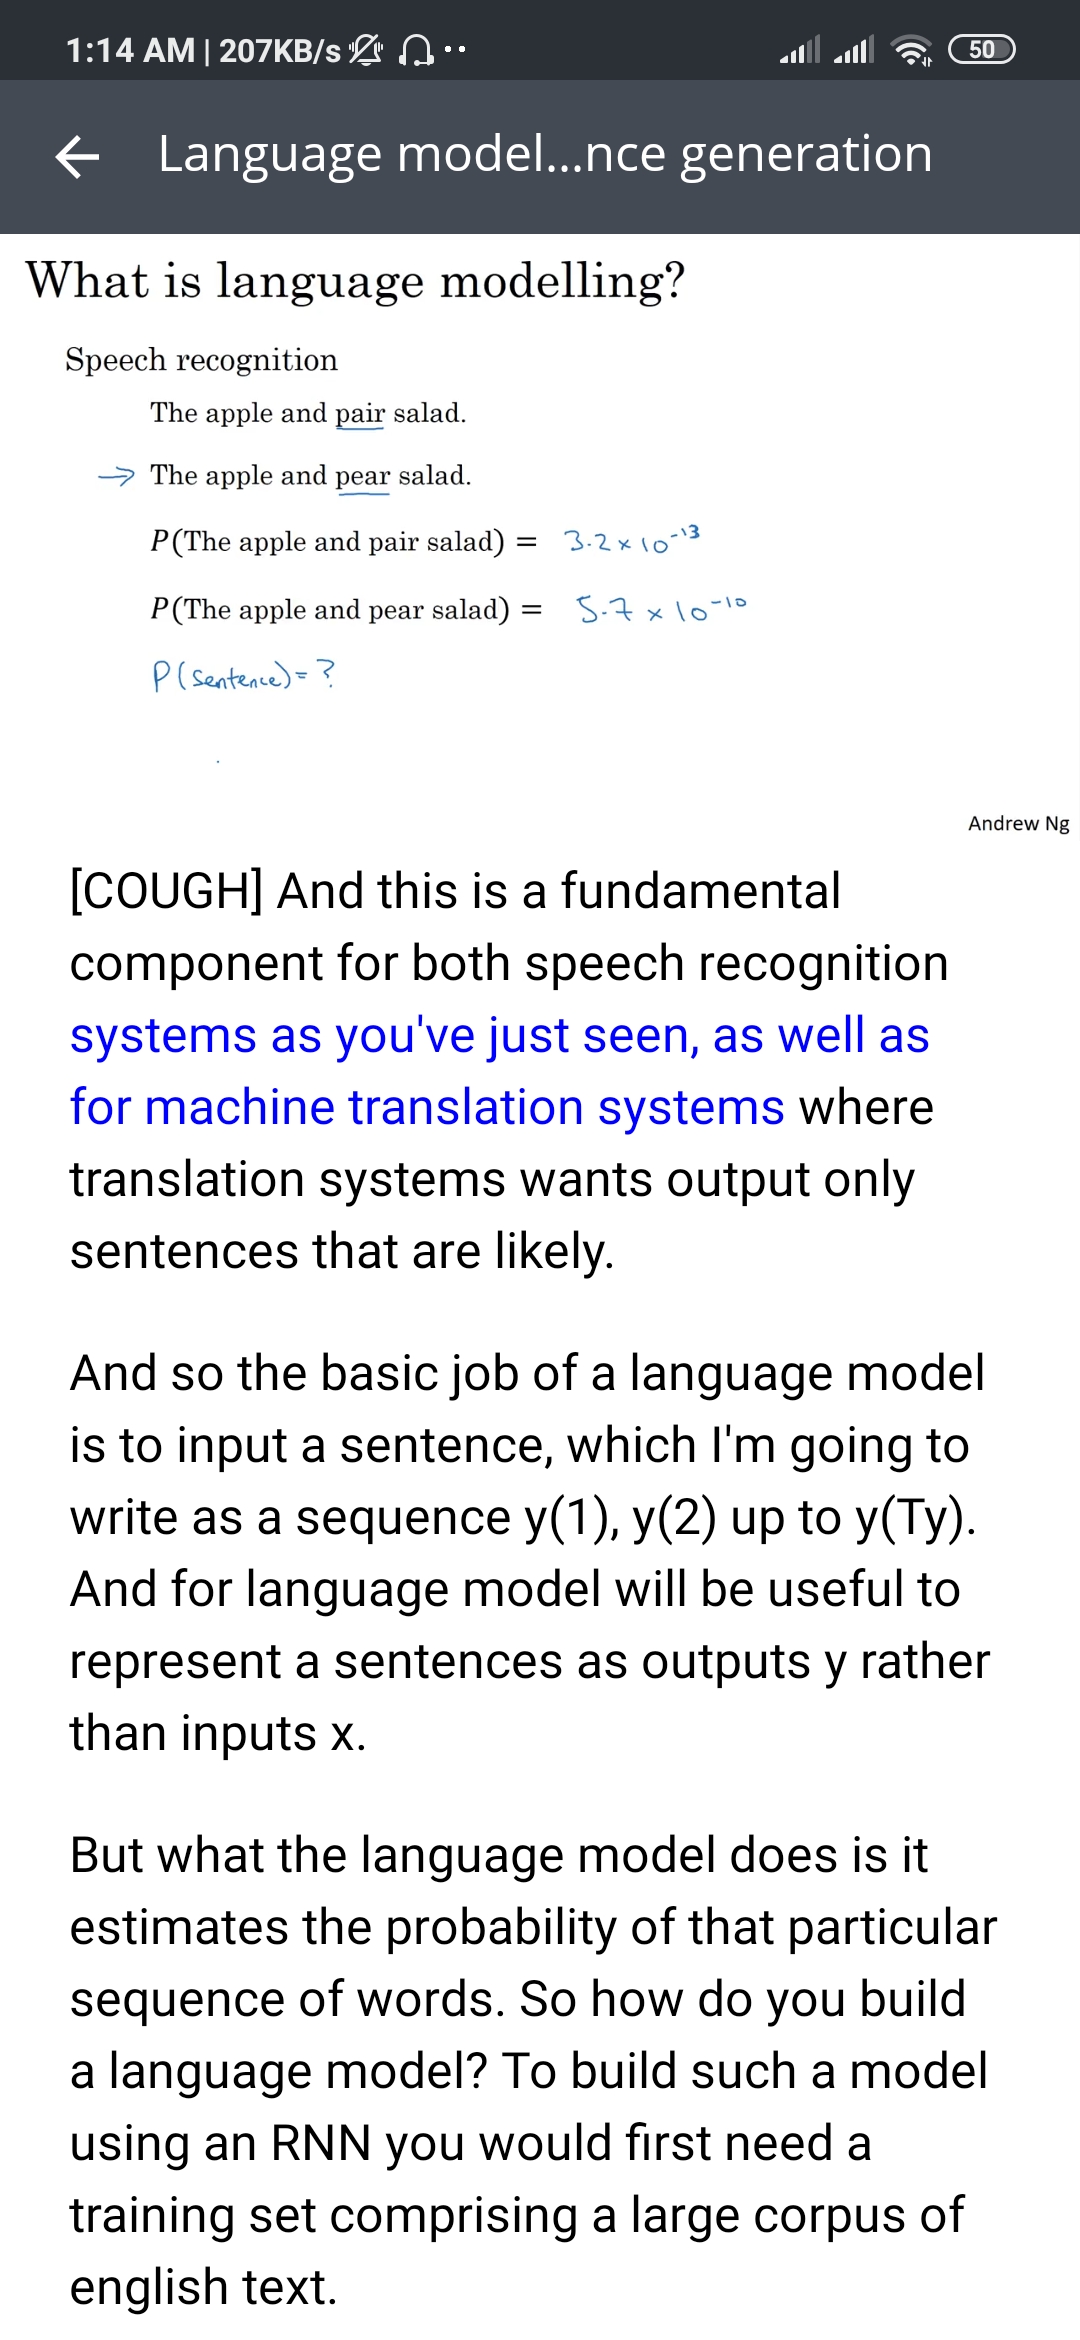 1:14 AM | 207KB/s
50
Language model...nce generation
What is language modelling?
Speech recognition
The apple and pair salad.
→ The apple and pear salad.
P(The apple and pair salad) = 3.2 × 10⁻¹³
P(The apple and pear salad) = 5.7 × 10⁻¹⁰
P(sentence) = ?
Andrew Ng
[COUGH] And this is a fundamental
component for both speech recognition
systems as you've just seen, as well as
for machine translation systems where
translation systems wants output only
sentences that are likely.
And so the basic job of a language model
is to input a sentence, which I'm going to
write as a sequence y(1), y(2) up to y(Ty).
And for language model will be useful to
represent a sentences as outputs y rather
than inputs x.
But what the language model does is it
estimates the probability of that particular
sequence of words. So how do you build
a language model? To build such a model
using an RNN you would first need a
training set comprising a large corpus of
english text.